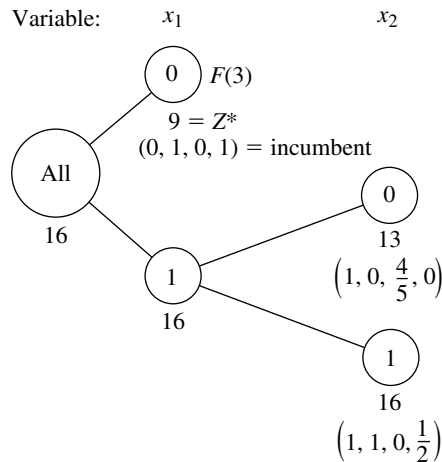 Variable: x₁ x₂
0 F(3)
9 = Z*
(0, 1, 0, 1) = incumbent
All
16
0
13
(1, 0, 4/5, 0)
1
16
1
16
(1, 1, 0, 1/2)